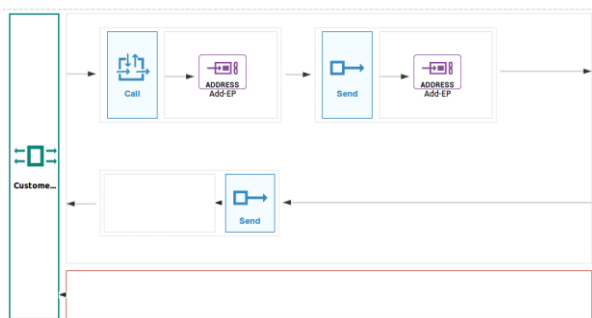 Call
ADDRESS
Add-EP
Send
ADDRESS
Add-EP
Custome...
Send